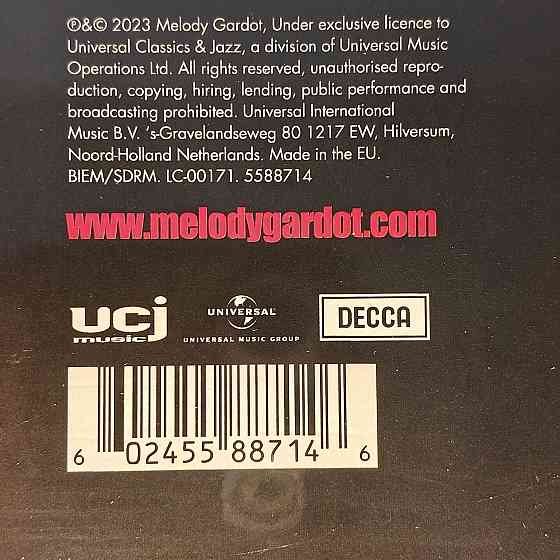 ℗&© 2023 Melody Gardot, Under exclusive licence to
Universal Classics & Jazz, a division of Universal Music
Operations Ltd. All rights reserved, unauthorised repro-
duction, copying, hiring, lending, public performance and
broadcasting prohibited. Universal International
Music B.V. 's-Gravelandseweg 80 1217 EW, Hilversum,
Noord-Holland Netherlands. Made in the EU.
BIEM/SDRM. LC-00171. 5588714
www.melodygardot.com
ucj music
UNIVERSAL
UNIVERSAL MUSIC GROUP
DECCA
6 02455 88714 6